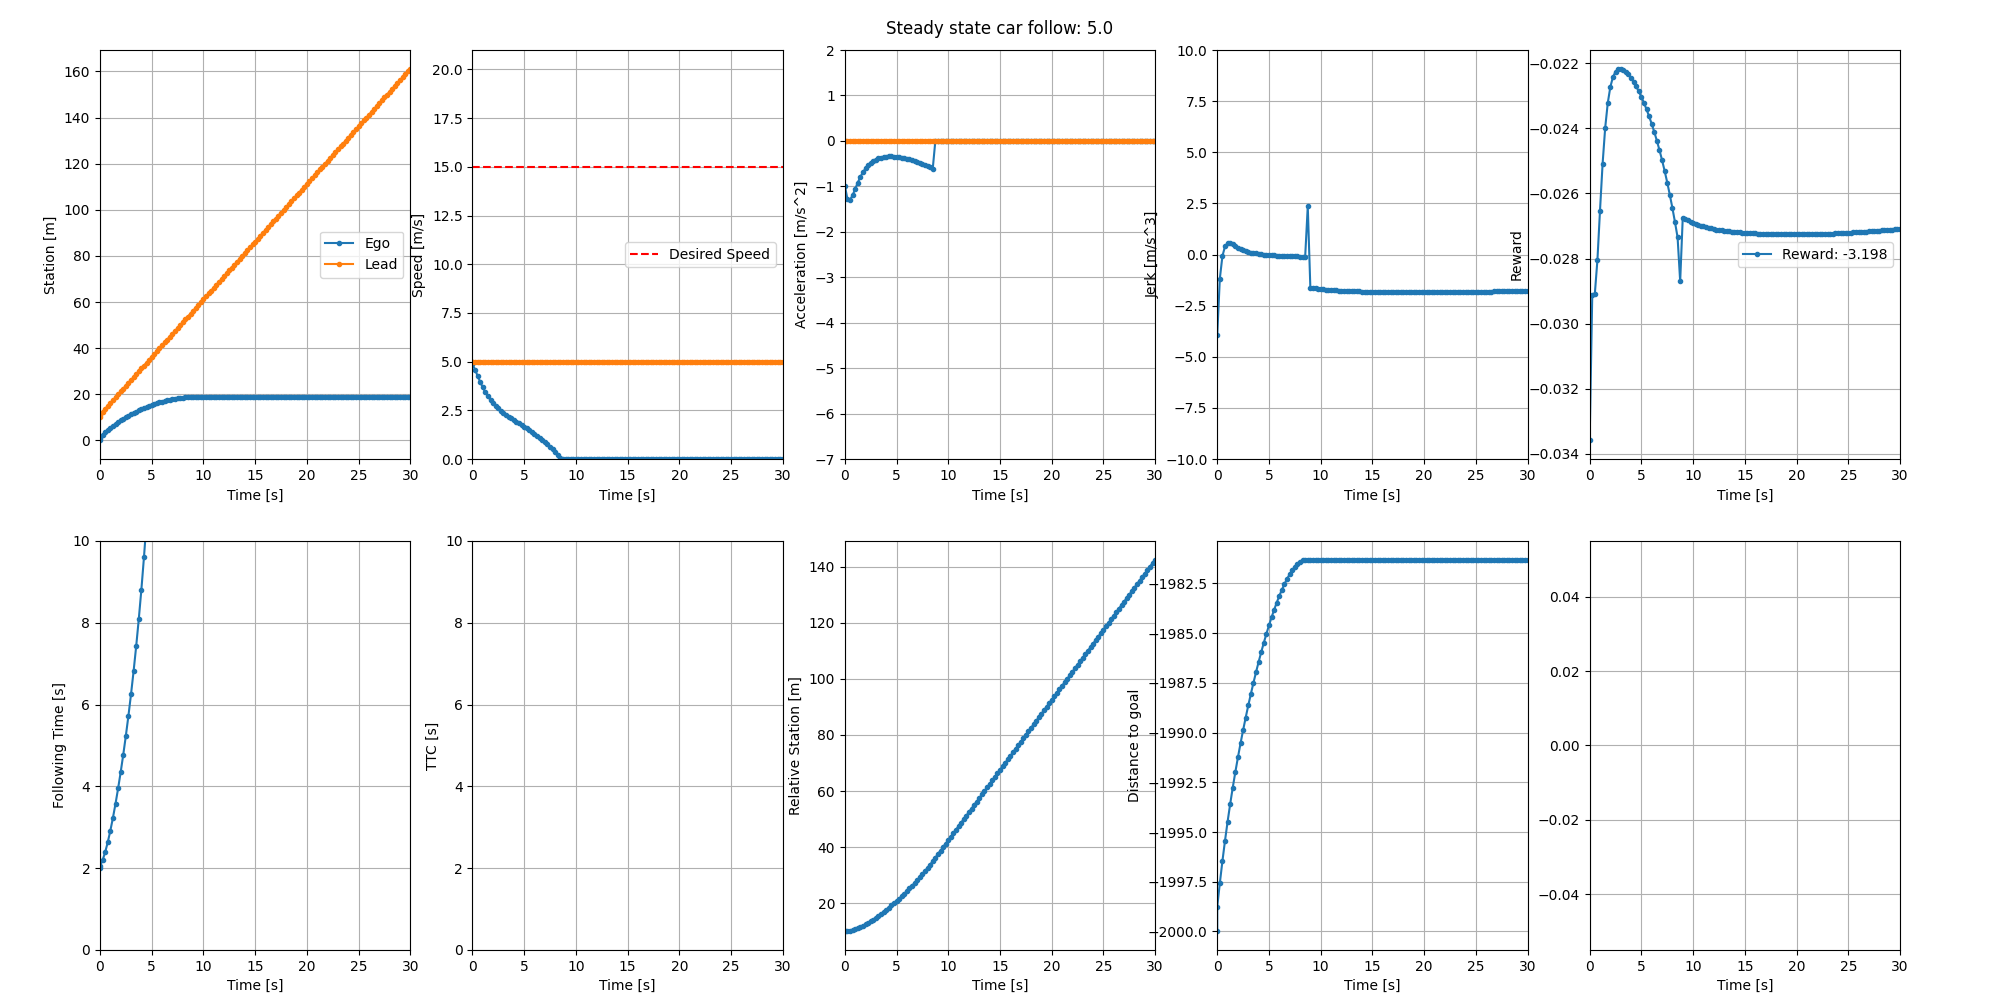 Steady state car follow: 5.0
Station [m]
160
140
120
100
80
60
40
20
0
Ego
Lead
0 5 10 15 20 25 30
Time [s]
Speed [m/s]
20.0
17.5
15.0
12.5
10.0
7.5
5.0
2.5
0.0
Desired Speed
0 5 10 15 20 25 30
Time [s]
Acceleration [m/s^2]
2
1
0
−1
−2
−3
−4
−5
−6
−7
0 5 10 15 20 25 30
Time [s]
Jerk [m/s^3]
10.0
7.5
5.0
2.5
0.0
−2.5
−5.0
−7.5
−10.0
0 5 10 15 20 25 30
Time [s]
Reward
−0.022
−0.024
−0.026
−0.028
−0.030
−0.032
−0.034
Reward: -3.198
0 5 10 15 20 25 30
Time [s]
Following Time [s]
10
8
6
4
2
0
0 5 10 15 20 25 30
Time [s]
TTC [s]
10
8
6
4
2
0
0 5 10 15 20 25 30
Time [s]
Relative Station [m]
140
120
100
80
60
40
20
0 5 10 15 20 25 30
Time [s]
Distance to goal
−1982.5
−1985.0
−1987.5
−1990.0
−1992.5
−1995.0
−1997.5
−2000.0
0 5 10 15 20 25 30
Time [s]
0.04
0.02
0.00
−0.02
−0.04
0 5 10 15 20 25 30
Time [s]